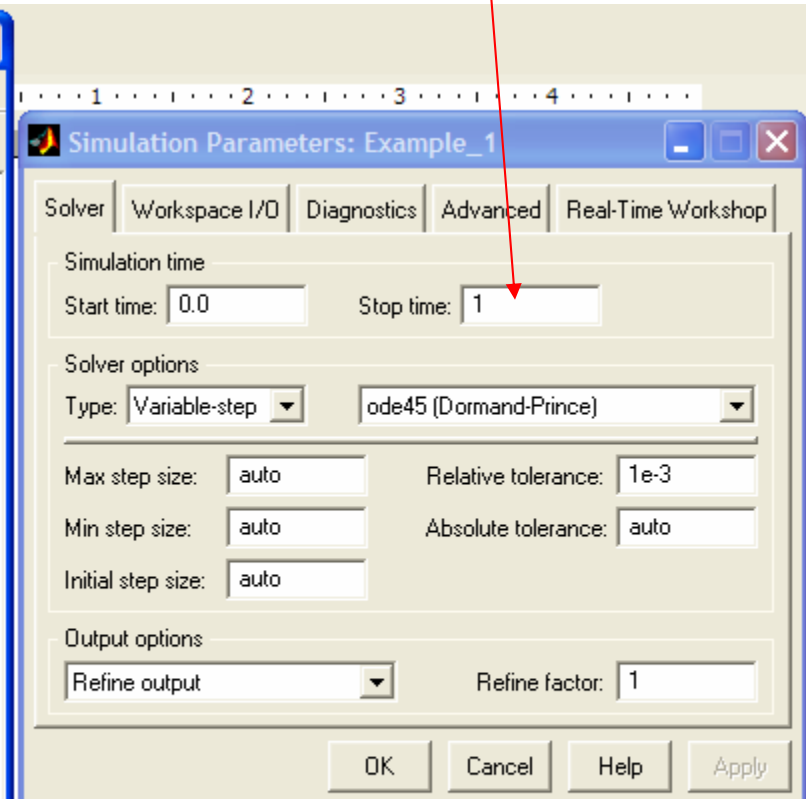 1 2 3 4
Simulation Parameters: Example_1
Solver Workspace I/O Diagnostics Advanced Real-Time Workshop
Simulation time
Start time: 0.0 Stop time: 1
Solver options
Type: Variable-step ode45 (Dormand-Prince)
Max step size: auto Relative tolerance: 1e-3
Min step size: auto Absolute tolerance: auto
Initial step size: auto
Output options
Refine output Refine factor: 1
OK Cancel Help Apply